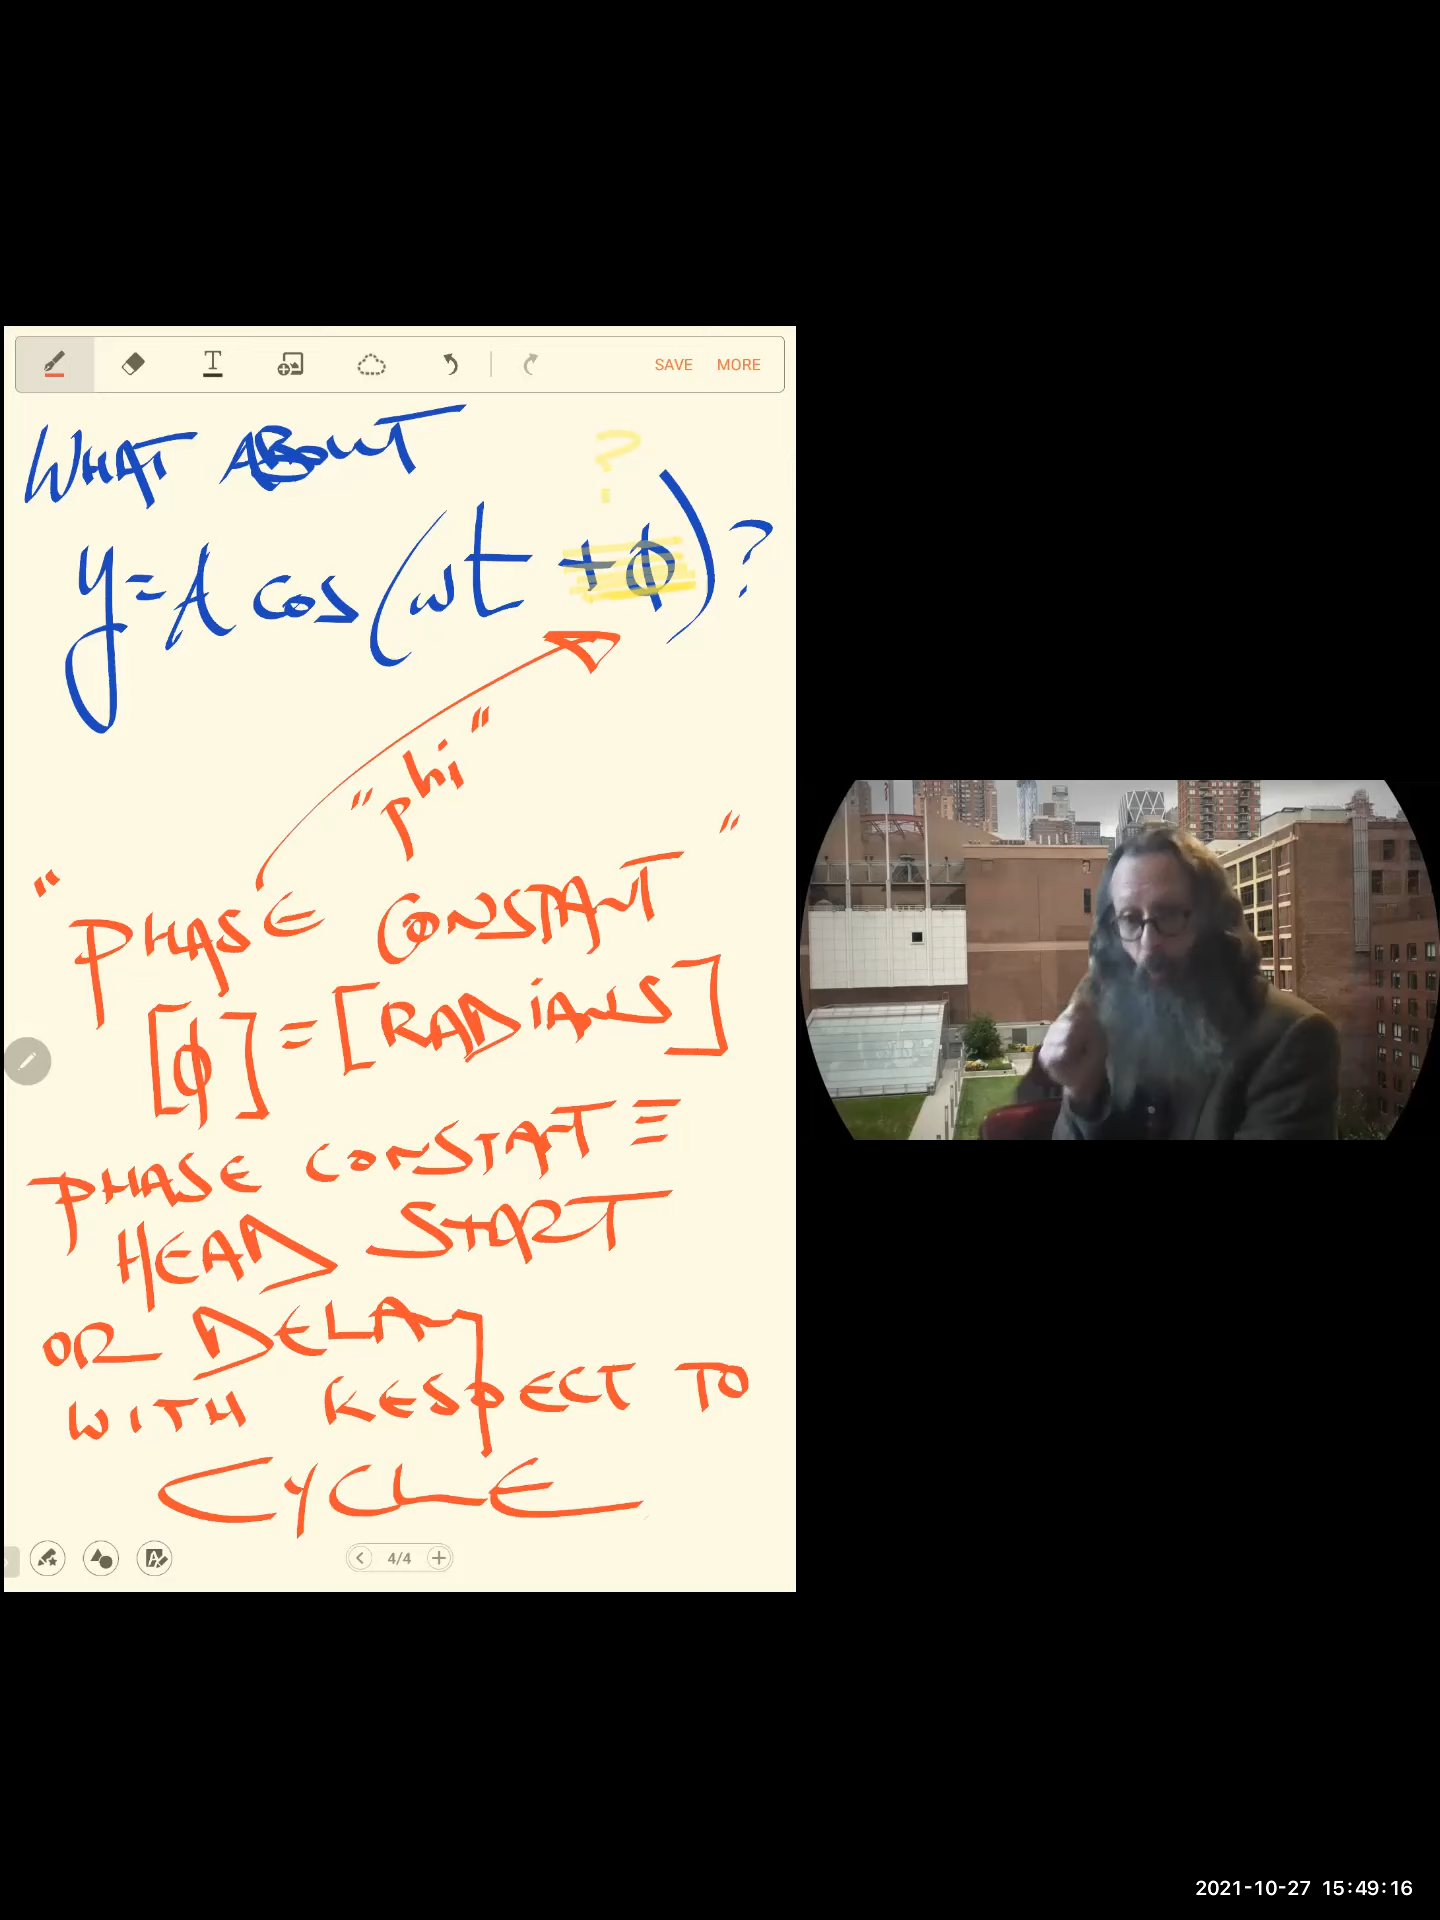 SAVE MORE
WHAT ABOUT
?
y=A cos(ωt +ϕ)?
"phi"
"PHASE CONSTANT"
[ϕ]=[RADiANS]
PHASE CONSTANT ≡
HEAD START
OR DELAY
WITH RESPECT TO
CYCLE
4/4
2021-10-27 15:49:16